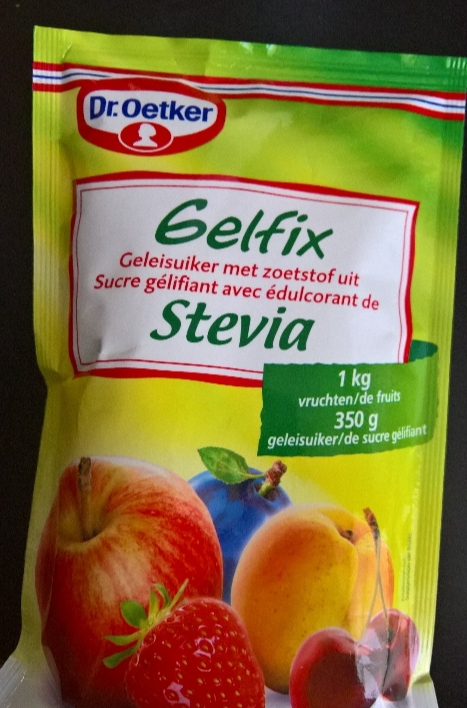 Dr.Oetker
Gelfix
Geleisuiker met zoetstof uit
Sucre gélifiant avec édulcorant de
Stevia
1 kg
vruchten/de fruits
350 g
geleisuiker/de sucre gélifiant